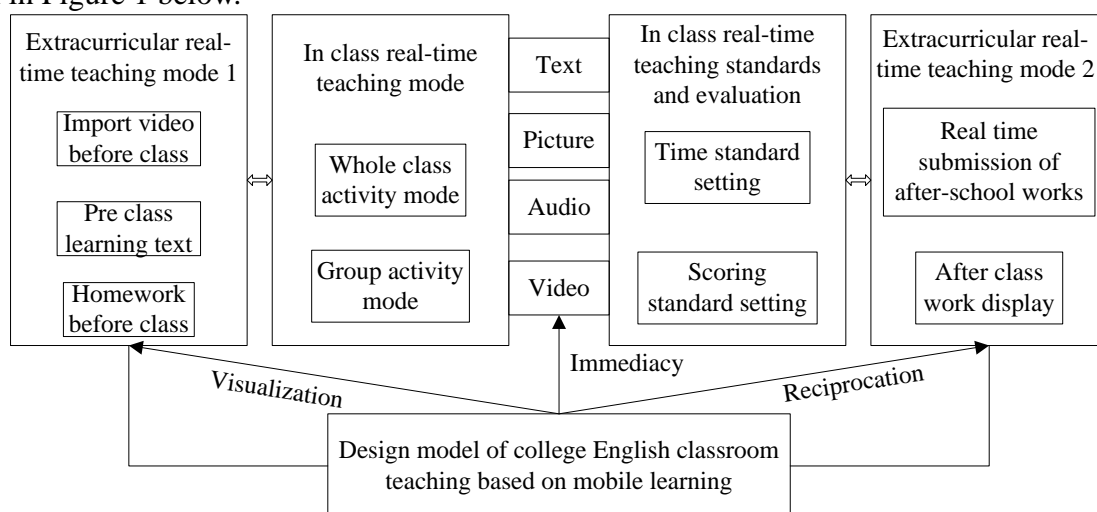 in Figure 1 below.
Extracurricular real-
time teaching mode 1
Import video
before class
Pre class
learning text
Homework
before class
In class real-time
teaching mode
Whole class
activity mode
Group activity
mode
Text
Picture
Audio
Video
In class real-time
teaching standards
and evaluation
Time standard
setting
Scoring
standard setting
Extracurricular real-
time teaching mode 2
Real time
submission of
after-school works
After class
work display
Visualization
Immediacy
Reciprocation
Design model of college English classroom
teaching based on mobile learning